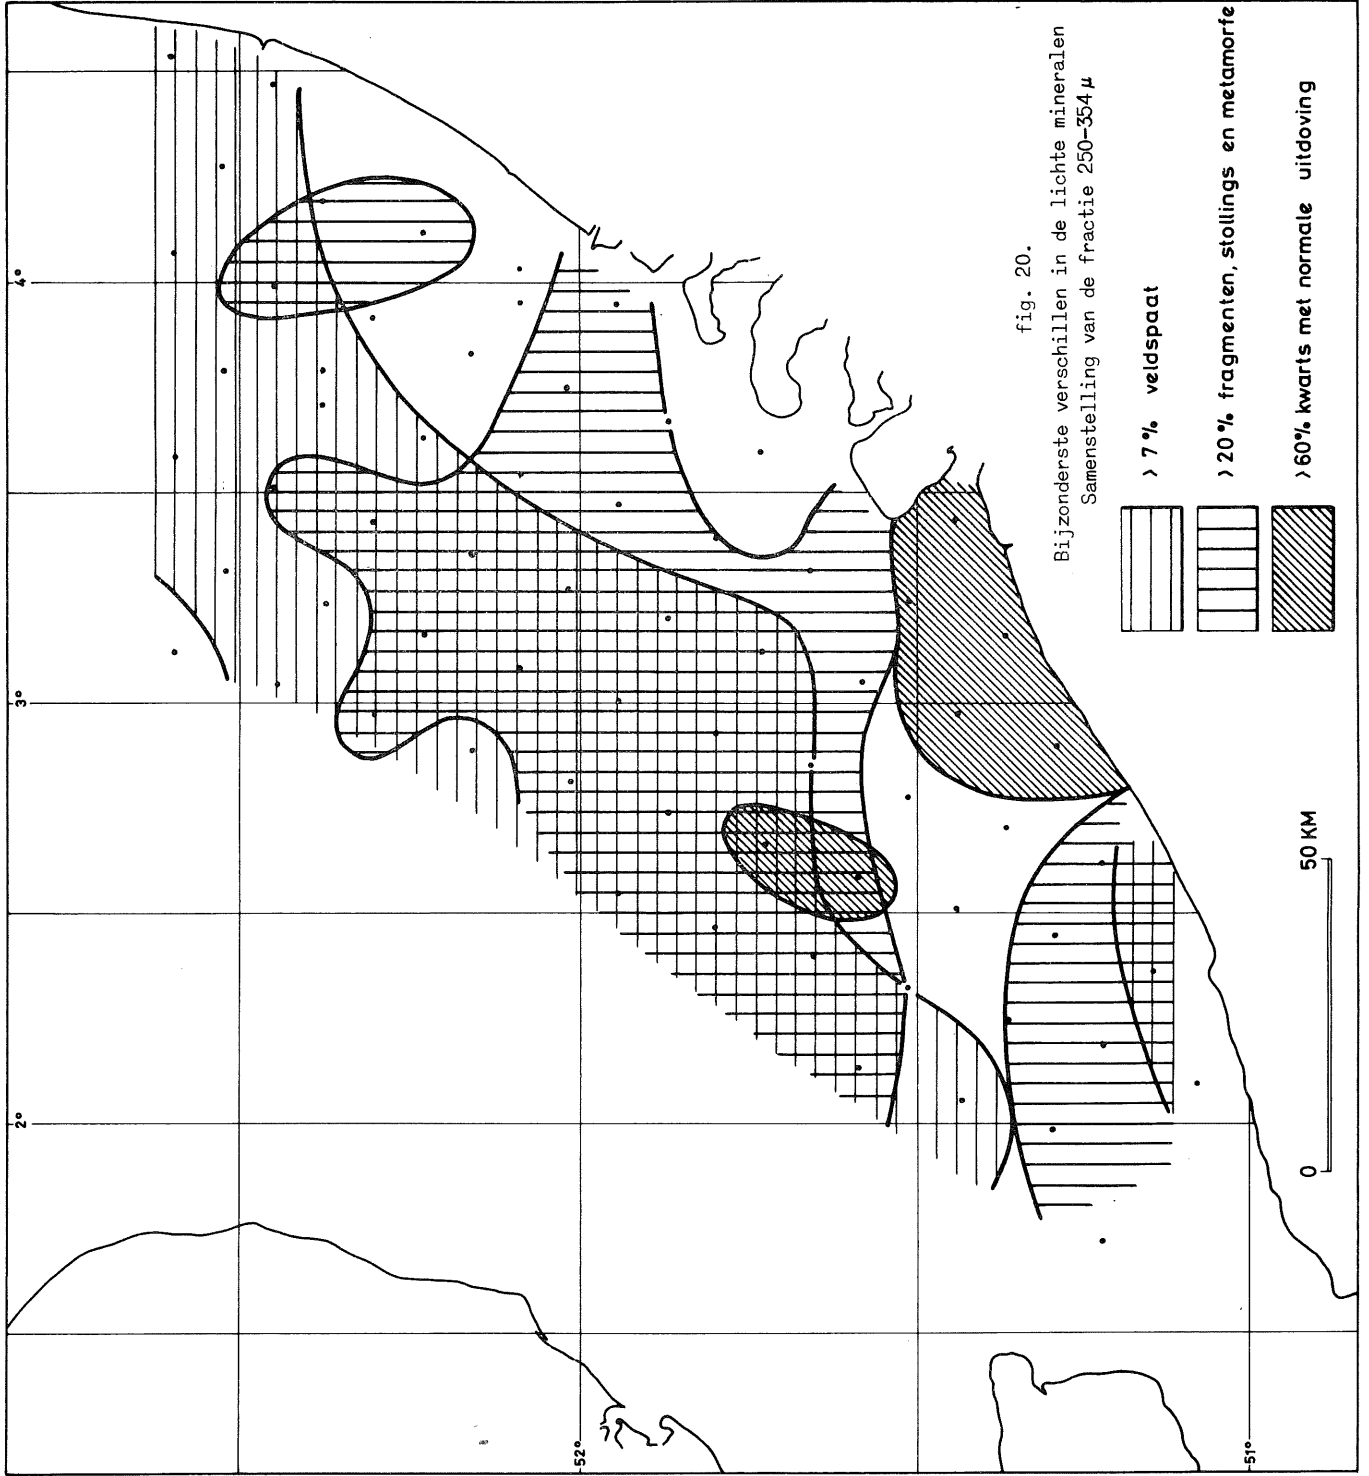 fig. 20.
Bijzonderste verschillen in de lichte mineralen
Samenstelling van de fractie 250-354 μ
> 7 % veldspaat
> 20 % fragmenten, stollings en metamorfe
> 60% kwarts met normale uitdoving
0 50 KM
2°
3°
4°
52°
51°